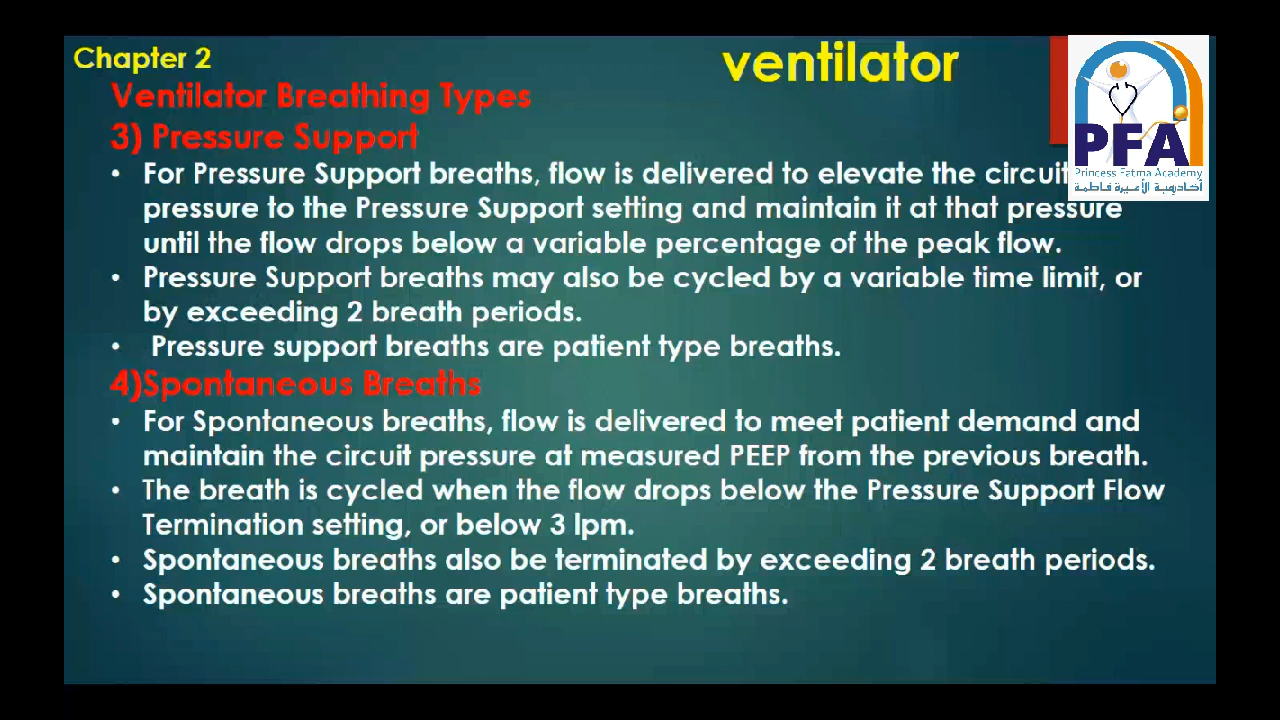 Chapter 2
ventilator
Ventilator Breathing Types
3) Pressure Support
• For Pressure Support breaths, flow is delivered to elevate the circuit
pressure to the Pressure Support setting and maintain it at that pressure
until the flow drops below a variable percentage of the peak flow.
• Pressure Support breaths may also be cycled by a variable time limit, or
by exceeding 2 breath periods.
• Pressure support breaths are patient type breaths.
4)Spontaneous Breaths
• For Spontaneous breaths, flow is delivered to meet patient demand and
maintain the circuit pressure at measured PEEP from the previous breath.
• The breath is cycled when the flow drops below the Pressure Support Flow
Termination setting, or below 3 lpm.
• Spontaneous breaths also be terminated by exceeding 2 breath periods.
• Spontaneous breaths are patient type breaths.
PFA
Princess Fatma Academy
أكاديمية الأميرة فاطمة